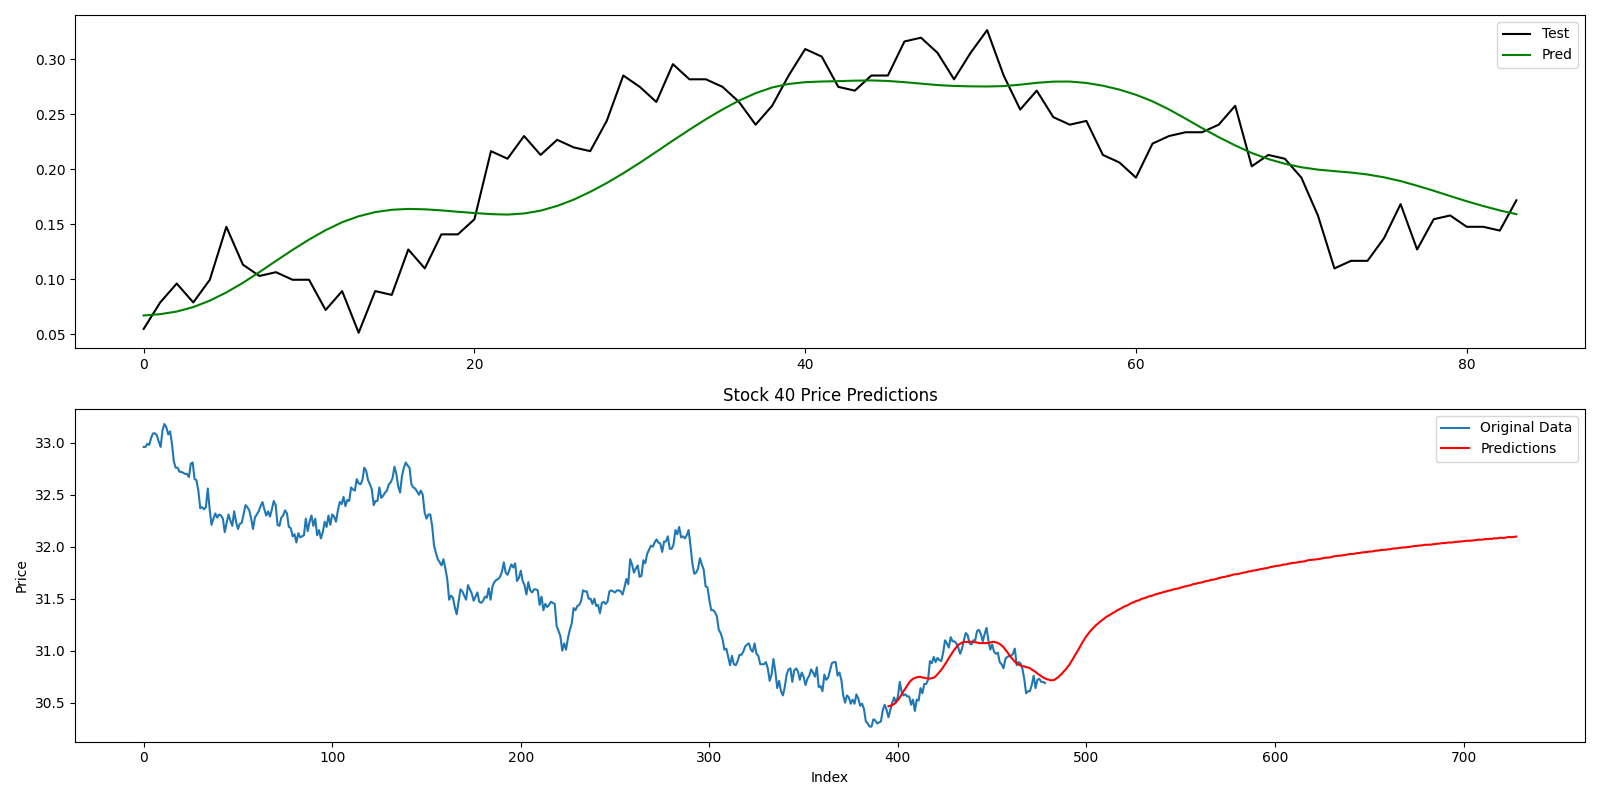 0.30
0.25
0.20
0.15
0.10
0.05
Test
Pred
0 20 40 60 80
Stock 40 Price Predictions
Price
33.0
32.5
32.0
31.5
31.0
30.5
Original Data
Predictions
0 100 200 300 400 500 600 700
Index